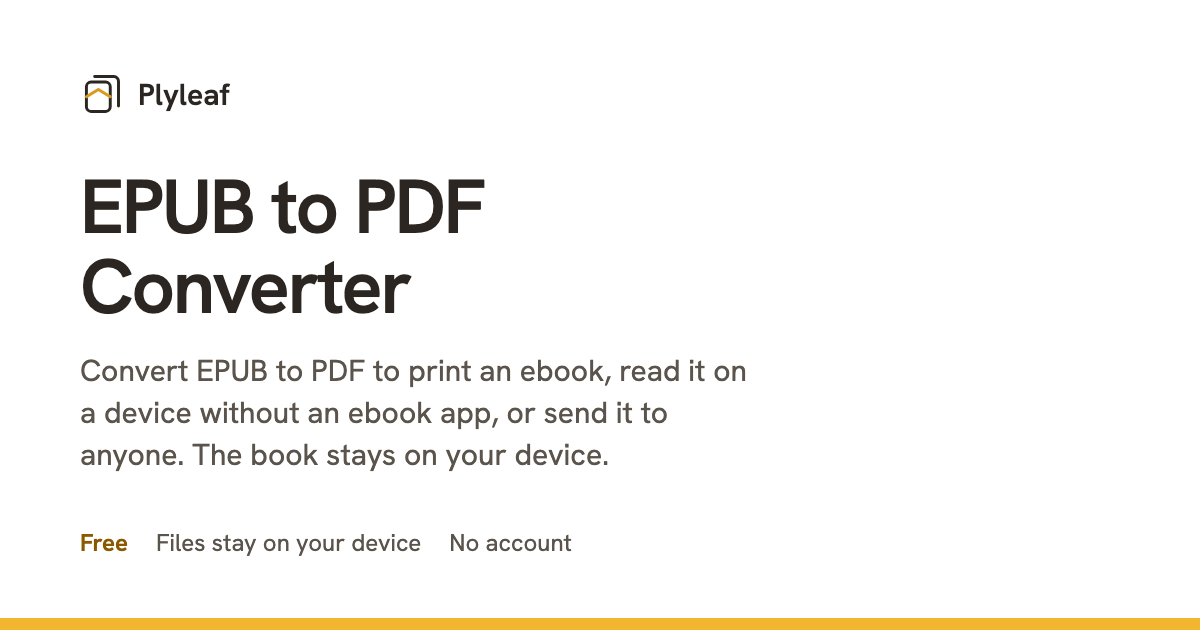 Plyleaf
EPUB to PDF
Converter
Convert EPUB to PDF to print an ebook, read it on
a device without an ebook app, or send it to
anyone. The book stays on your device.
Free Files stay on your device No account